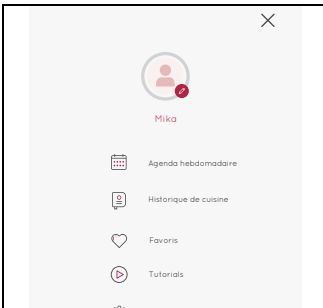 Mika
Agenda hebdomadaire
Historique de cuisine
Favoris
Tutorials